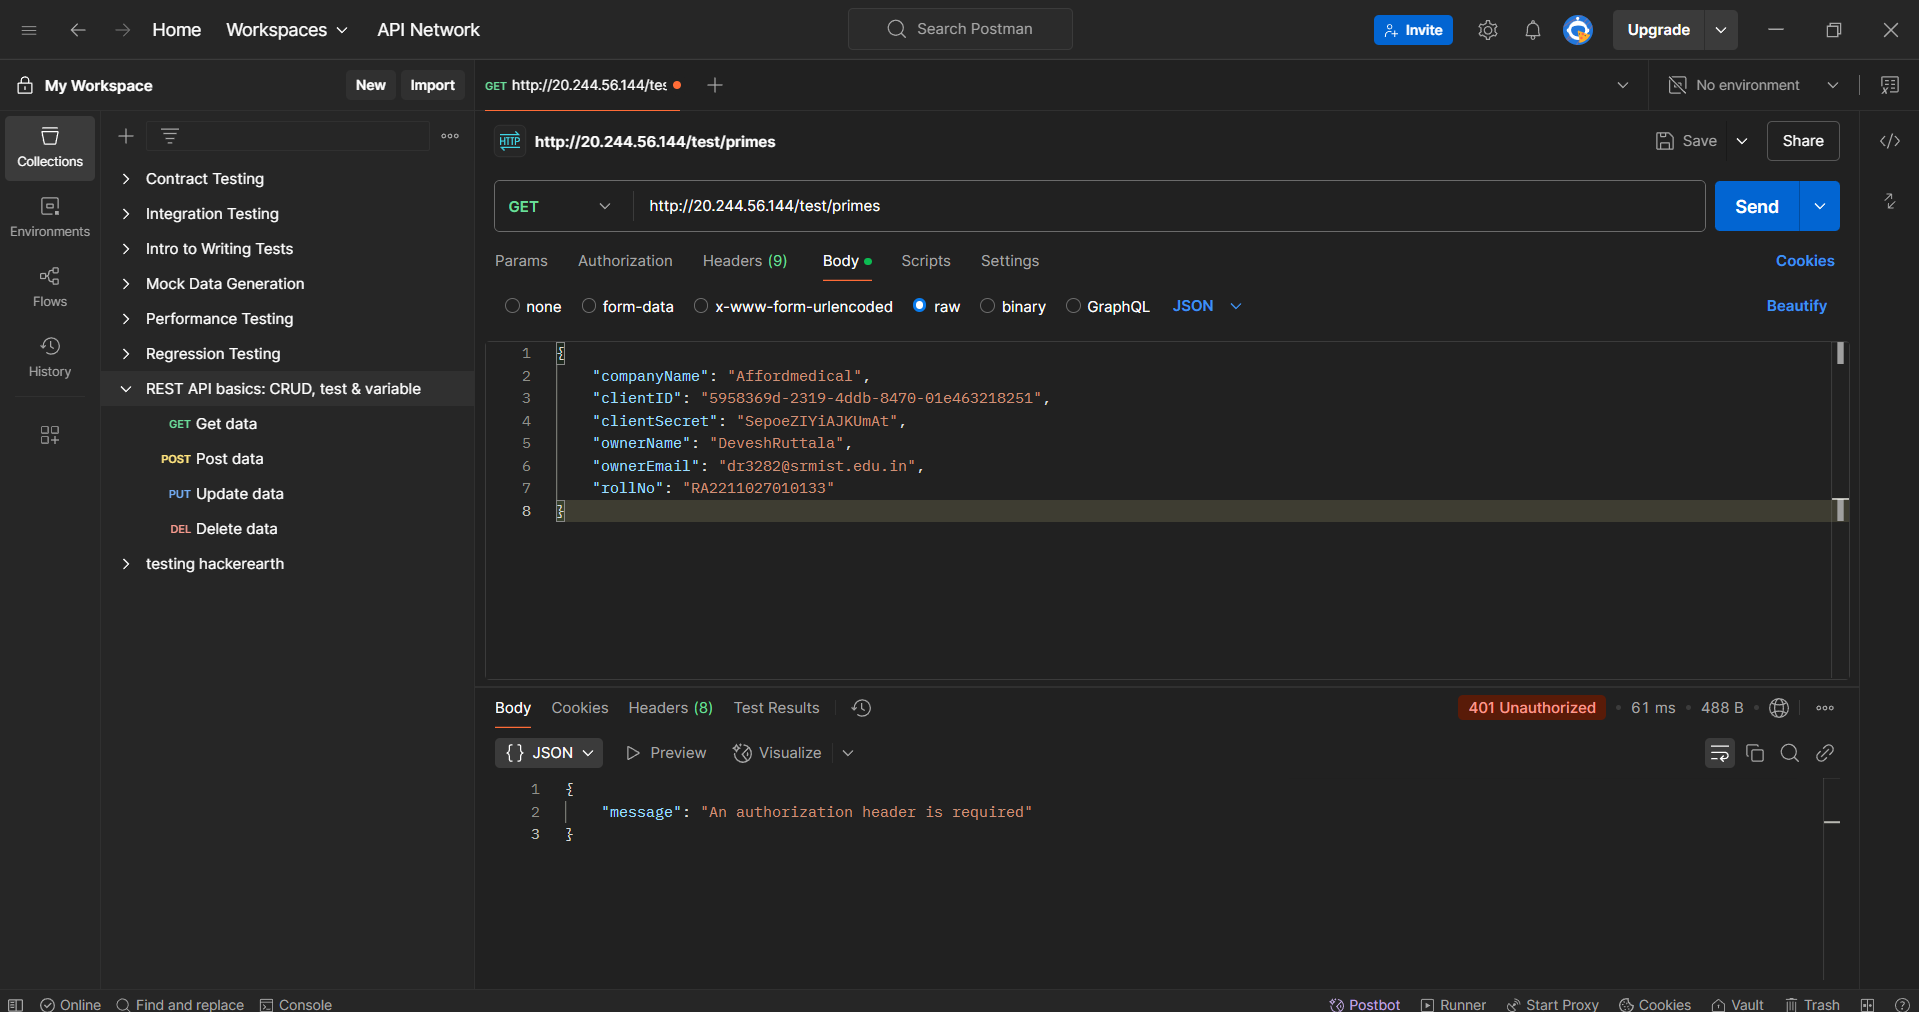 Home Workspaces API Network Search Postman Invite Upgrade
My Workspace New Import GET http://20.244.56.144/tes No environment
Collections
Environments
Flows
History
Contract Testing
Integration Testing
Intro to Writing Tests
Mock Data Generation
Performance Testing
Regression Testing
REST API basics: CRUD, test & variable
GET Get data
POST Post data
PUT Update data
DEL Delete data
testing hackerearth
HTTP http://20.244.56.144/test/primes Save Share
GET http://20.244.56.144/test/primes Send
Params Authorization Headers (9) Body Scripts Settings Cookies
none form-data x-www-form-urlencoded raw binary GraphQL JSON Beautify
1 {
2 "companyName": "Affordmedical",
3 "clientID": "5958369d-2319-4ddb-8470-01e463218251",
4 "clientSecret": "SepoeZIYiAJKUmAt",
5 "ownerName": "DeveshRuttala",
6 "ownerEmail": "dr3282@srmist.edu.in",
7 "rollNo": "RA2211027010133"
8 }
Body Cookies Headers (8) Test Results 401 Unauthorized 61 ms 488 B
{} JSON Preview Visualize
1 {
2 "message": "An authorization header is required"
3 }
Online Find and replace Console Postbot Runner Start Proxy Cookies Vault Trash